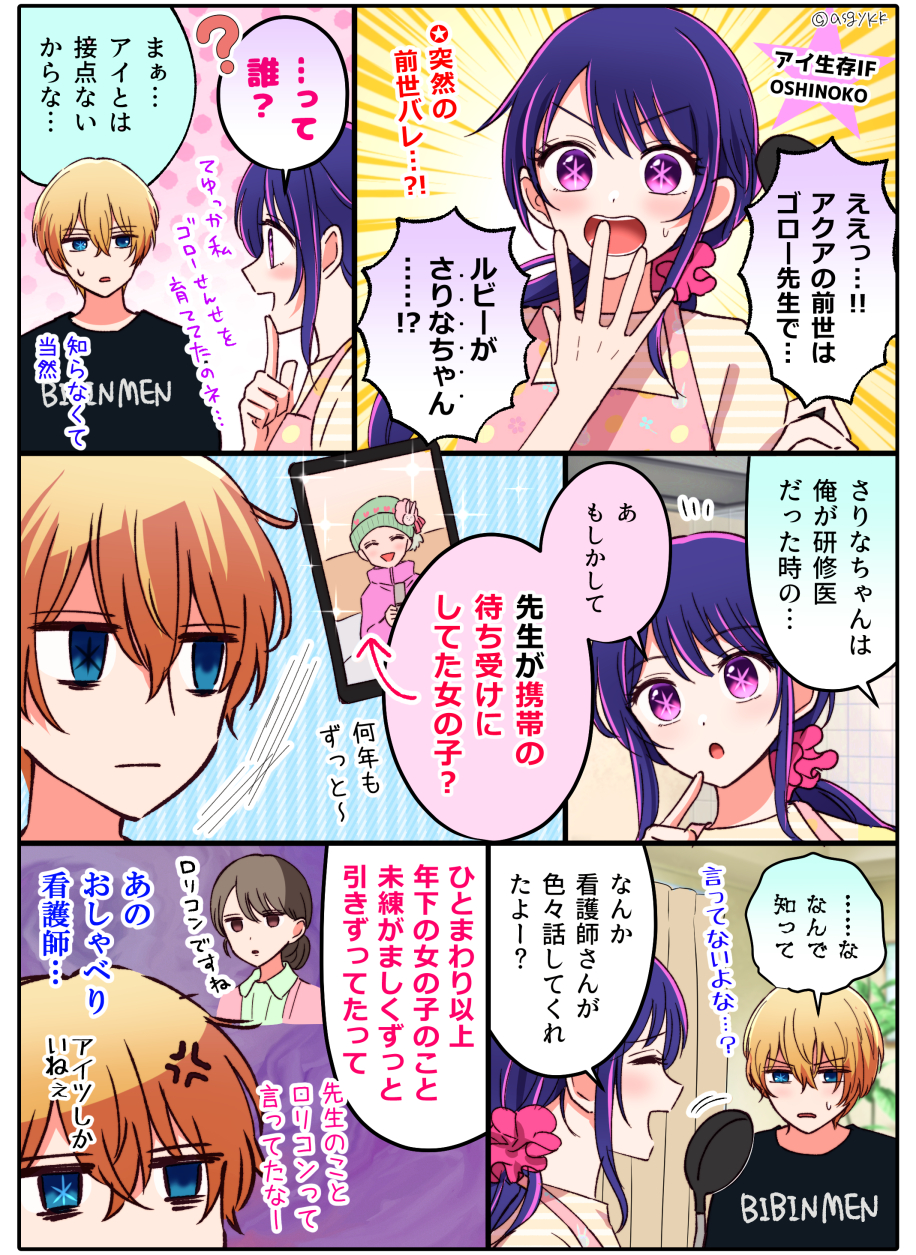 ©asgykk
アイ生存IF
OSHINOKO
ええっ…!!
アクアの前世は
ゴロー先生で…
✪突然の
前世バレ…?!
ルビーが
さりなちゃん
……!?
…って
誰？
?
まぁ…
アイとは
接点ない
からな…
てゆっか私
ゴローせんせを
育ててたのネ…
知らなくて
当然
BIBINMEN
さりなちゃんは
俺が研修医
だった時の…
あ
もしかして
先生が携帯の
待ち受けに
してた女の子？
何年も
ずっと〜
……な
なんで
知って
言ってないよな…？
なんか
看護師さんが
色々話してくれ
たよー？
BIBINMEN
ひとまわり以上
年下の女の子のこと
未練がましくずっと
引きずってたって
先生のこと
ロリコンって
言ってたなー
ロリコンですね
あの
おしゃべり
看護師…
アイツしか
いねぇ